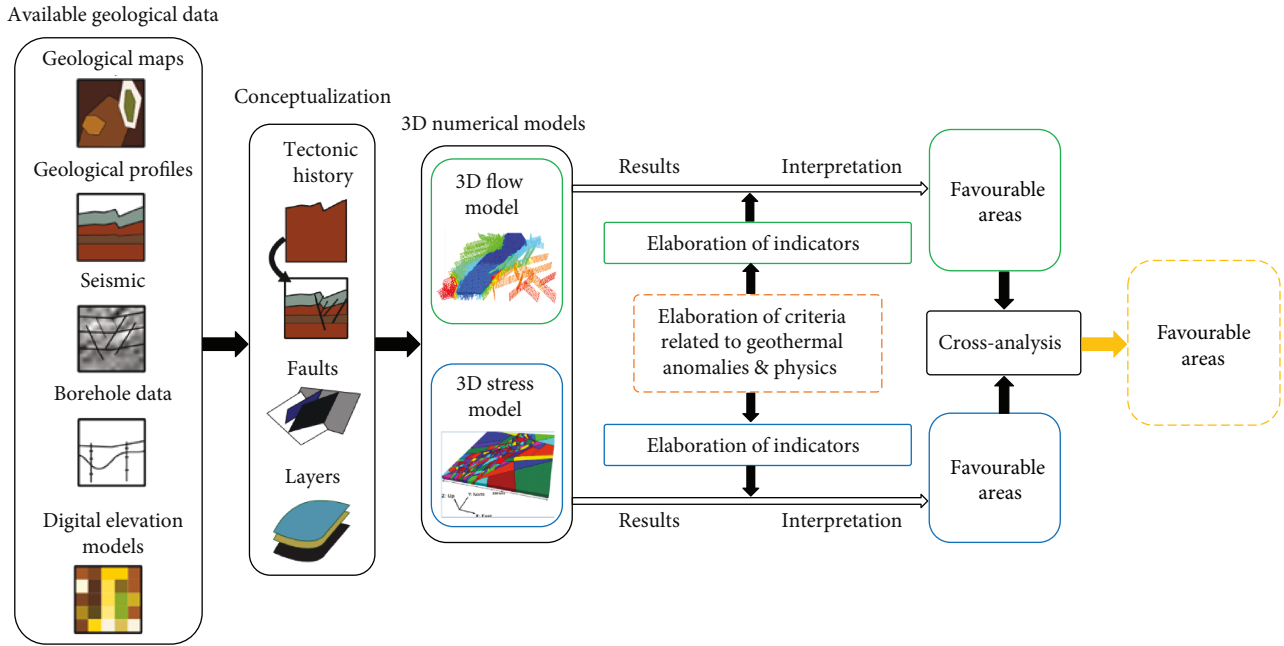 Available geological data
Geological maps
Geological profiles
Seismic
Borehole data
Digital elevation
models
Conceptualization
Tectonic
history
Faults
Layers
3D numerical models
3D flow
model
3D stress
model
Z: Up
Results
Interpretation
Elaboration of indicators
Elaboration of criteria
related to geothermal
anomalies & physics
Elaboration of indicators
Results
Interpretation
Favourable
areas
Cross-analysis
Favourable
areas
Favourable
areas